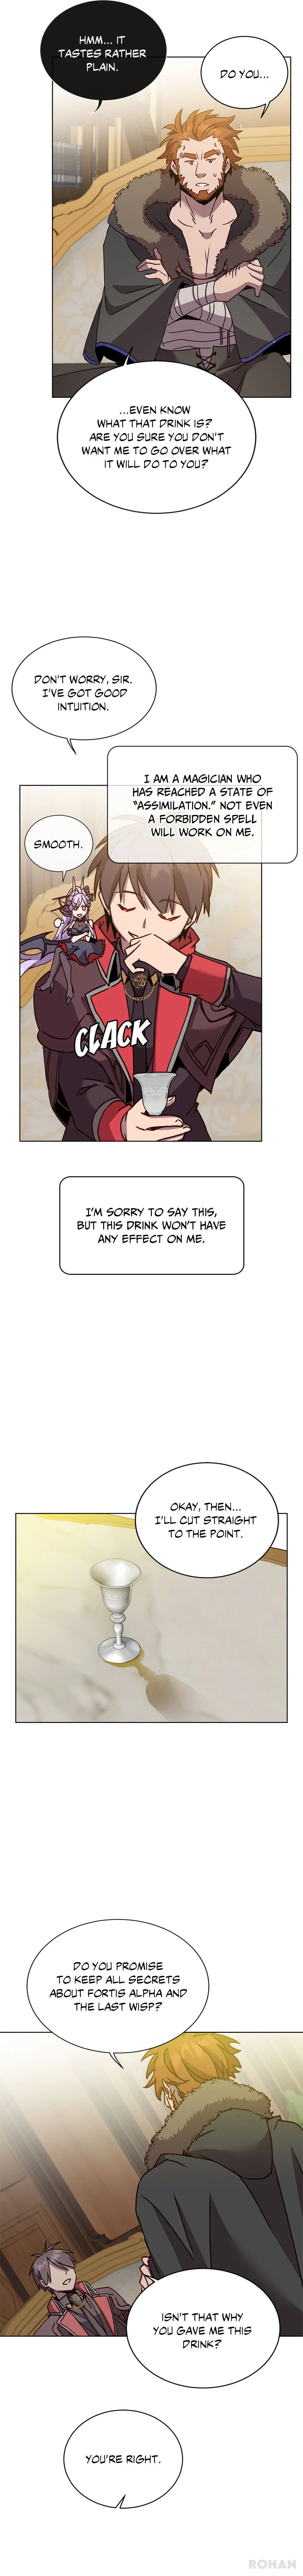 HMM... IT
TASTES RATHER
PLAIN.
DO YOU...
...EVEN KNOW
WHAT THAT DRINK IS?
ARE YOU SURE YOU DON'T
WANT ME TO GO OVER WHAT
IT WILL DO TO YOU?
DON'T WORRY, SIR.
I'VE GOT GOOD
INTUITION.
I AM A MAGICIAN WHO
HAS REACHED A STATE OF
"ASSIMILATION." NOT EVEN
A FORBIDDEN SPELL
WILL WORK ON ME.
SMOOTH.
CLACK
I'M SORRY TO SAY THIS,
BUT THIS DRINK WON'T HAVE
ANY EFFECT ON ME.
OKAY, THEN...
I'LL CUT STRAIGHT
TO THE POINT.
DO YOU PROMISE
TO KEEP ALL SECRETS
ABOUT FORTIS ALPHA AND
THE LAST WISP?
ISN'T THAT WHY
YOU GAVE ME THIS
DRINK?
YOU'RE RIGHT.
ROHAN